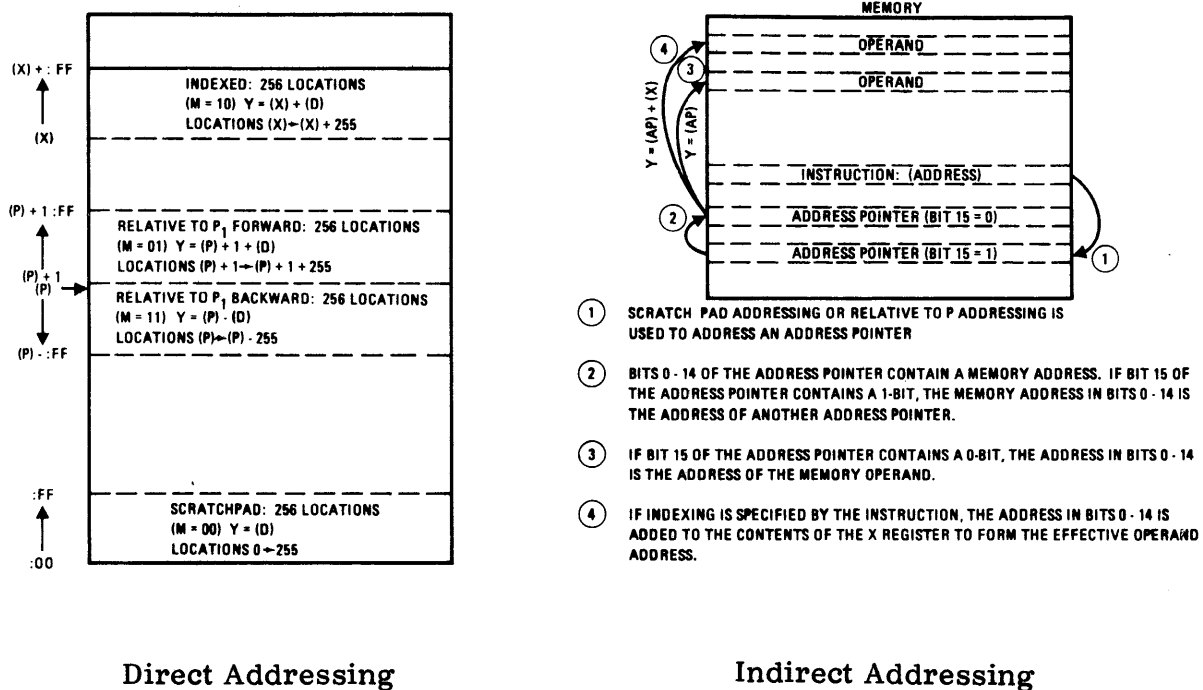 (X) + : FF
(X)
(P) + 1 :FF
(P) + 1
(P)
(P) - :FF
:FF
:00
INDEXED: 256 LOCATIONS
(M = 10) Y = (X) + (D)
LOCATIONS (X)→(X) + 255
RELATIVE TO P1 FORWARD: 256 LOCATIONS
(M = 01) Y = (P) + 1 + (D)
LOCATIONS (P) + 1→(P) + 1 + 255
RELATIVE TO P1 BACKWARD: 256 LOCATIONS
(M = 11) Y = (P) - (D)
LOCATIONS (P)→(P) - 255
SCRATCHPAD: 256 LOCATIONS
(M = 00) Y = (D)
LOCATIONS 0→255
Direct Addressing
MEMORY
4
OPERAND
3
OPERAND
Y = (AP) + (X)
Y = (AP)
INSTRUCTION: (ADDRESS)
2
ADDRESS POINTER (BIT 15 = 0)
ADDRESS POINTER (BIT 15 = 1)
1
1 SCRATCH PAD ADDRESSING OR RELATIVE TO P ADDRESSING IS
USED TO ADDRESS AN ADDRESS POINTER
2 BITS 0 - 14 OF THE ADDRESS POINTER CONTAIN A MEMORY ADDRESS. IF BIT 15 OF
THE ADDRESS POINTER CONTAINS A 1-BIT, THE MEMORY ADDRESS IN BITS 0 - 14 IS
THE ADDRESS OF ANOTHER ADDRESS POINTER.
3 IF BIT 15 OF THE ADDRESS POINTER CONTAINS A 0-BIT, THE ADDRESS IN BITS 0 - 14
IS THE ADDRESS OF THE MEMORY OPERAND.
4 IF INDEXING IS SPECIFIED BY THE INSTRUCTION, THE ADDRESS IN BITS 0 - 14 IS
ADDED TO THE CONTENTS OF THE X REGISTER TO FORM THE EFFECTIVE OPERAND
ADDRESS.
Indirect Addressing